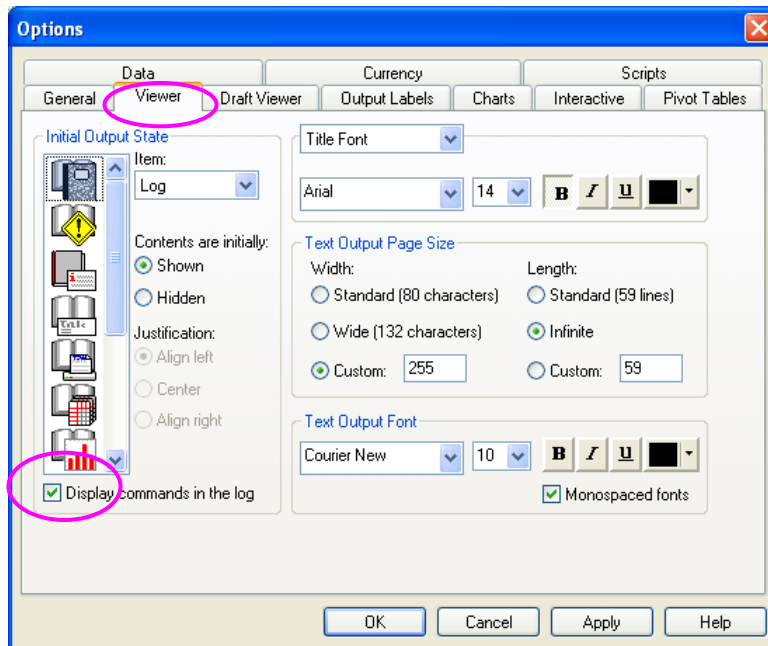 Options
Data Currency Scripts
General Viewer Draft Viewer Output Labels Charts Interactive Pivot Tables
Initial Output State
Item:
Log
Contents are initially:
Shown
Hidden
Justification:
Align left
Center
Align right
Display commands in the log
Title Font
Arial 14 B I U
Text Output Page Size
Width: Length:
Standard (80 characters) Standard (59 lines)
Wide (132 characters) Infinite
Custom: 255 Custom: 59
Text Output Font
Courier New 10 B I U
Monospaced fonts
OK Cancel Apply Help